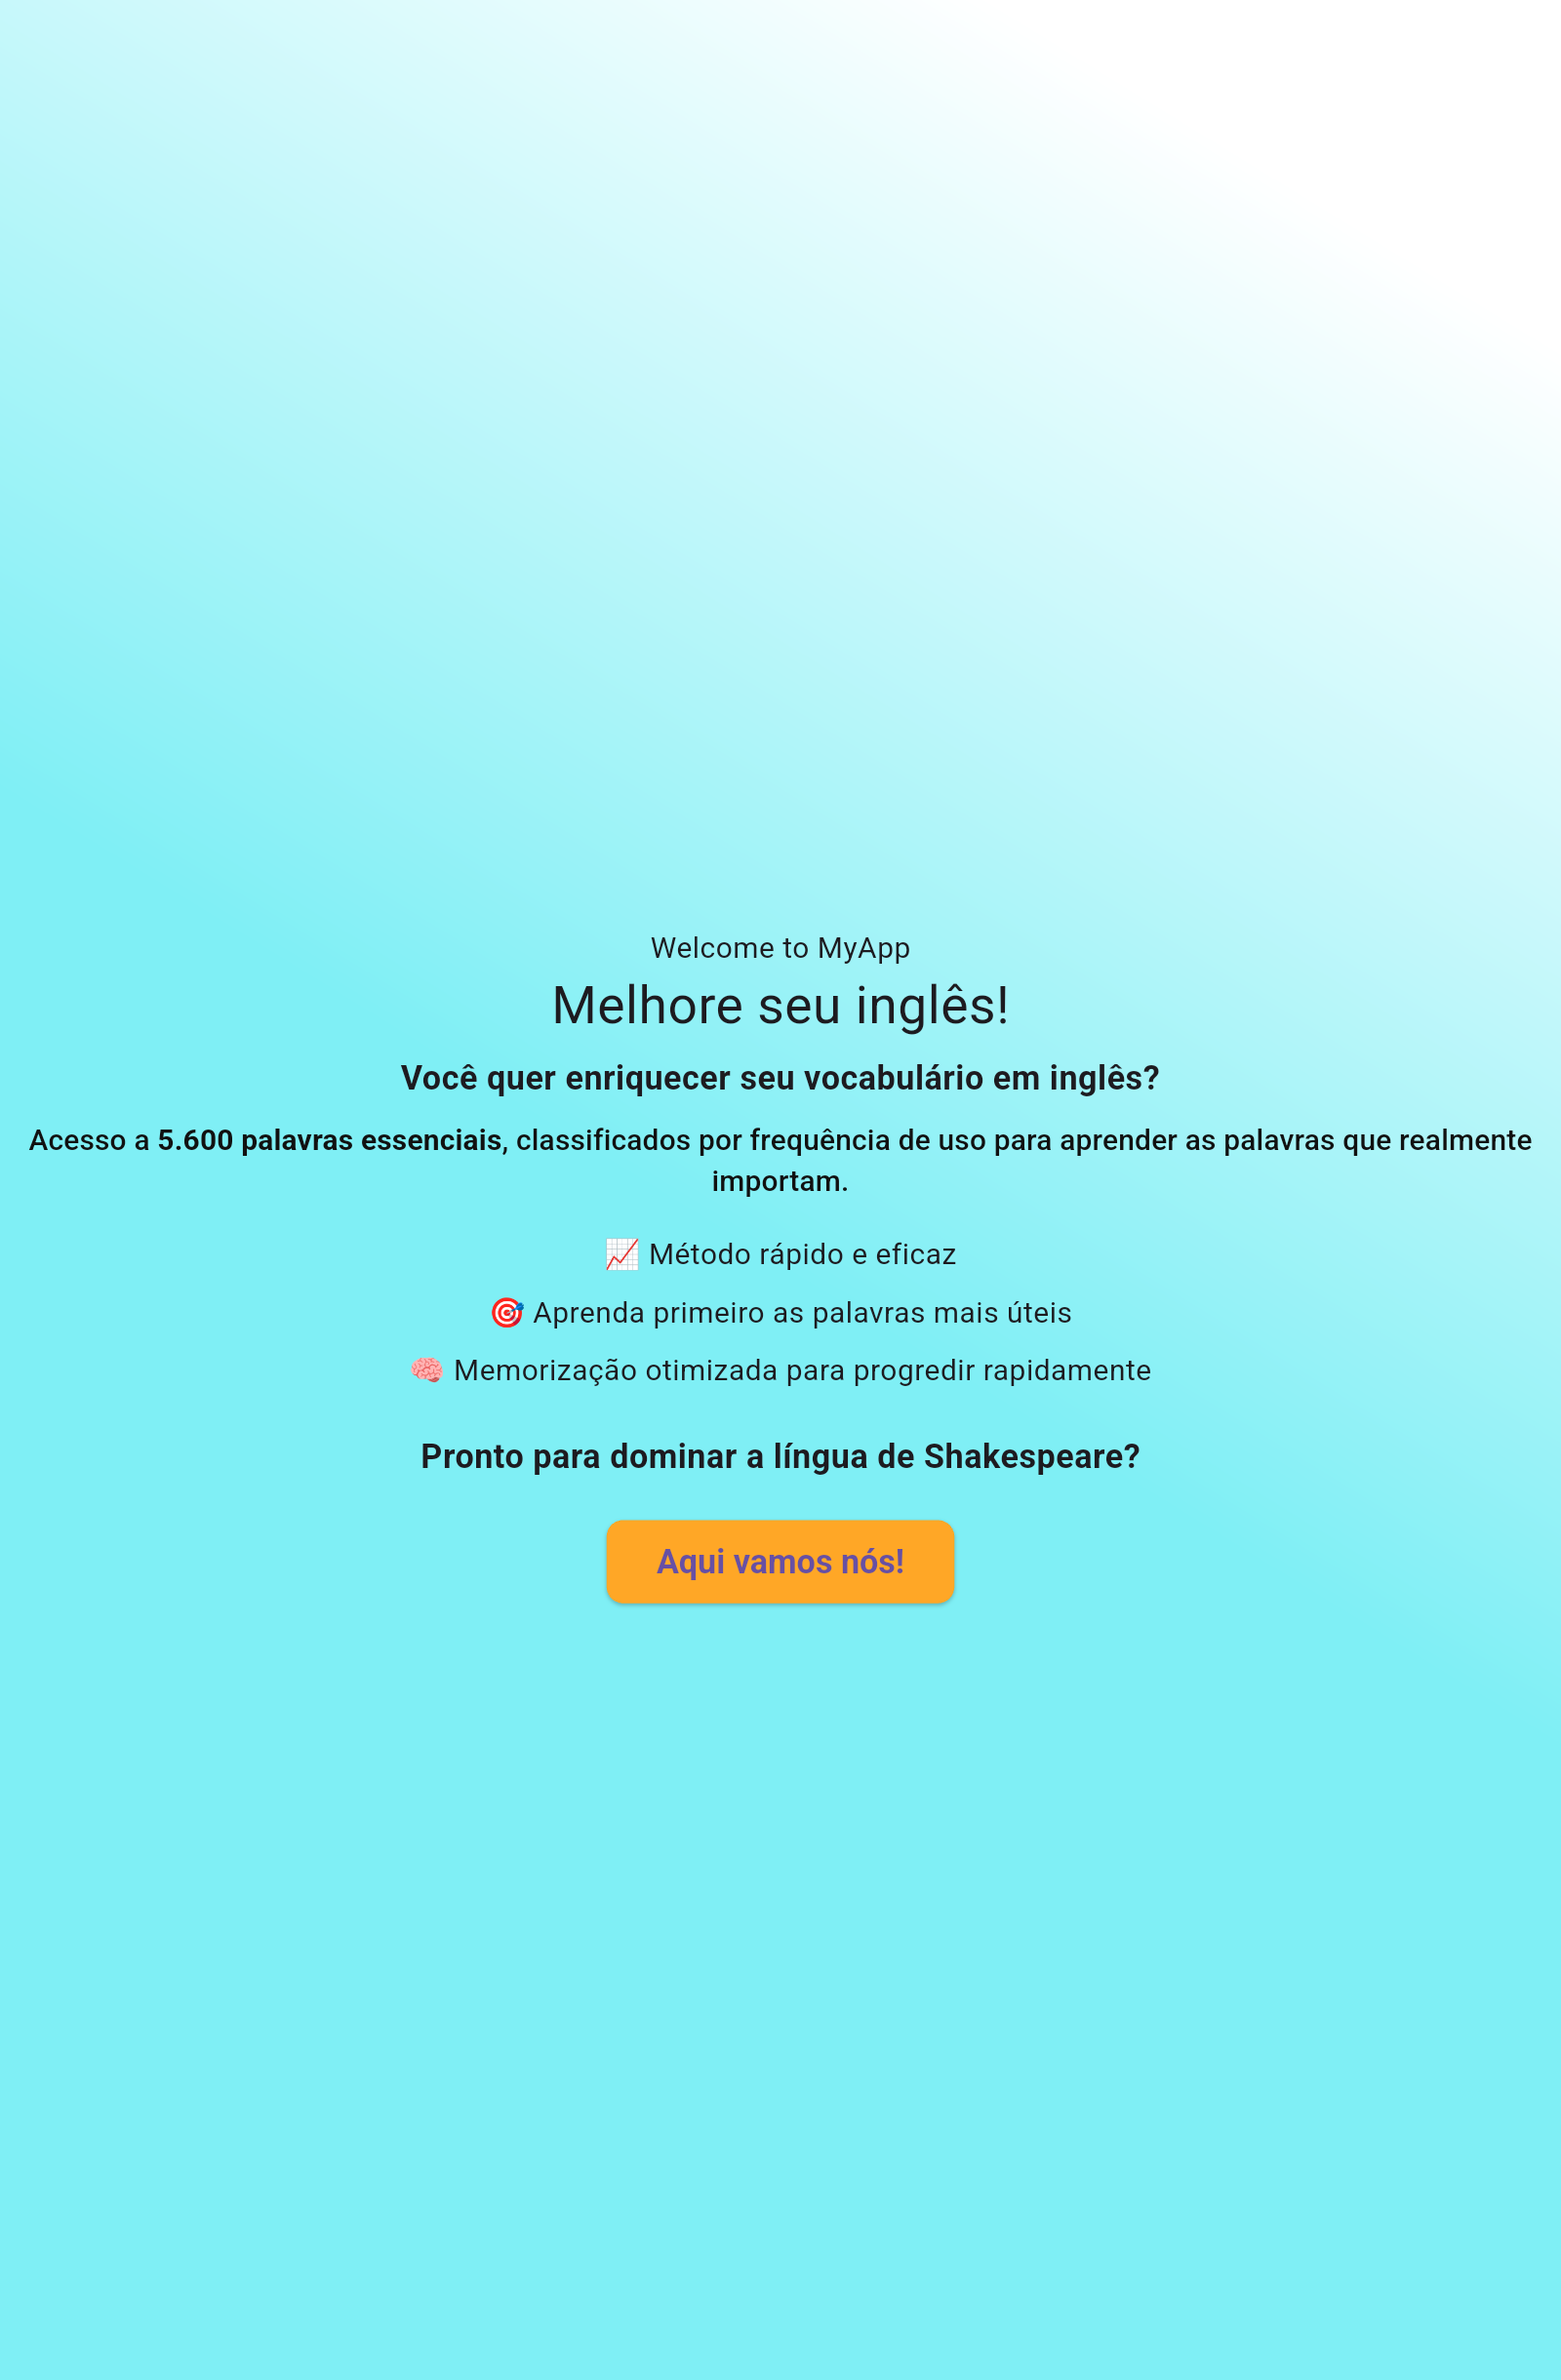 Welcome to MyApp
Melhore seu inglês!
Você quer enriquecer seu vocabulário em inglês?
Acesso a 5.600 palavras essenciais, classificados por frequência de uso para aprender as palavras que realmente
importam.
📈 Método rápido e eficaz
🎯 Aprenda primeiro as palavras mais úteis
🧠 Memorização otimizada para progredir rapidamente
Pronto para dominar a língua de Shakespeare?
Aqui vamos nós!